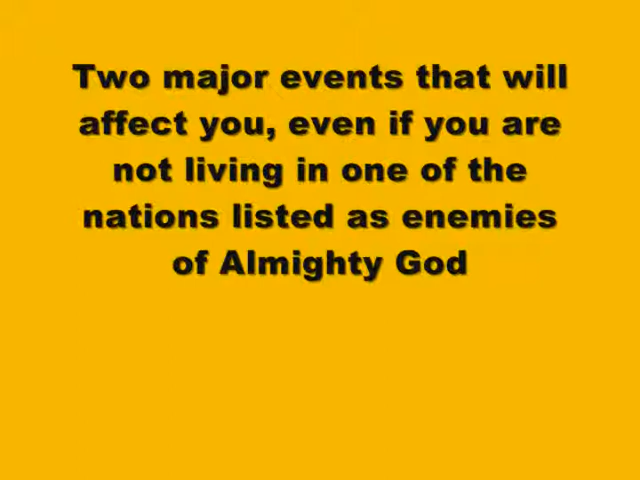 Two major events that will
affect you, even if you are
not living in one of the
nations listed as enemies
of Almighty God